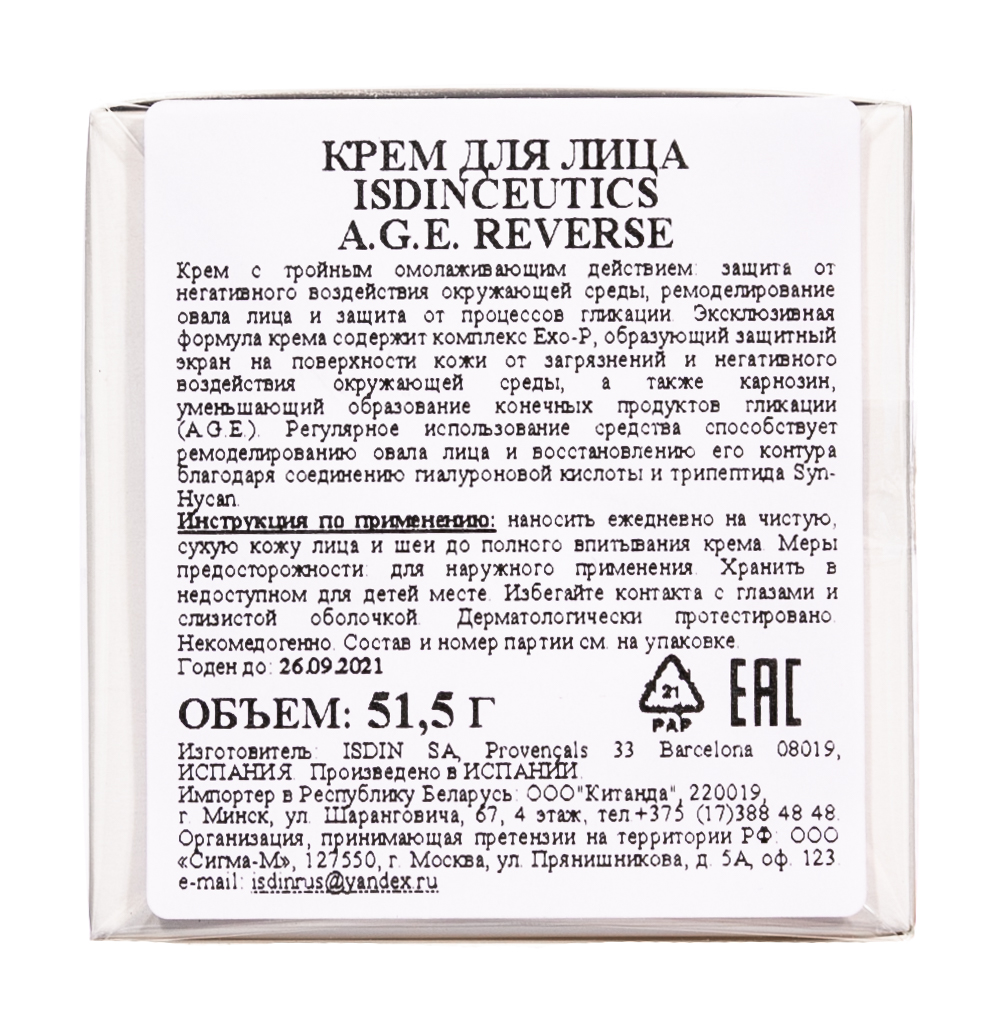 КРЕМ ДЛЯ ЛИЦА
ISDINCEUTICS
A.G.E. REVERSE
Крем с тройным омолаживающим действием: защита от
негативного воздействия окружающей среды, ремоделирование
овала лица и защита от процессов гликации. Эксклюзивная
формула крема содержит комплекс Exo-P, образующий защитный
экран на поверхности кожи от загрязнений и негативного
воздействия окружающей среды, а также карнозин,
уменьшающий образование конечных продуктов гликации
(A.G.E.). Регулярное использование средства способствует
ремоделированию овала лица и восстановлению его контура
благодаря соединению гиалуроновой кислоты и трипептида Syn-
Hycan.
Инструкция по применению: наносить ежедневно на чистую,
сухую кожу лица и шеи до полного впитывания крема. Меры
предосторожности: для наружного применения. Хранить в
недоступном для детей месте. Избегайте контакта с глазами и
слизистой оболочкой. Дерматологически протестировано.
Некомедогенно. Состав и номер партии см. на упаковке.
Годен до: 26.09.2021
ОБЪЕМ: 51,5 Г
21
PAP
EAC
Изготовитель: ISDIN SA, Provençals 33 Barcelona 08019,
ИСПАНИЯ. Произведено в ИСПАНИИ.
Импортер в Республику Беларусь: ООО"Китанда", 220019,
г. Минск, ул. Шаранговича, 67, 4 этаж, тел+375 (17)388 48 48.
Организация, принимающая претензии на территории РФ: ООО
«Сигма-М», 127550, г. Москва, ул. Прянишникова, д. 5А, оф. 123.
e-mail: isdinrus@yandex.ru